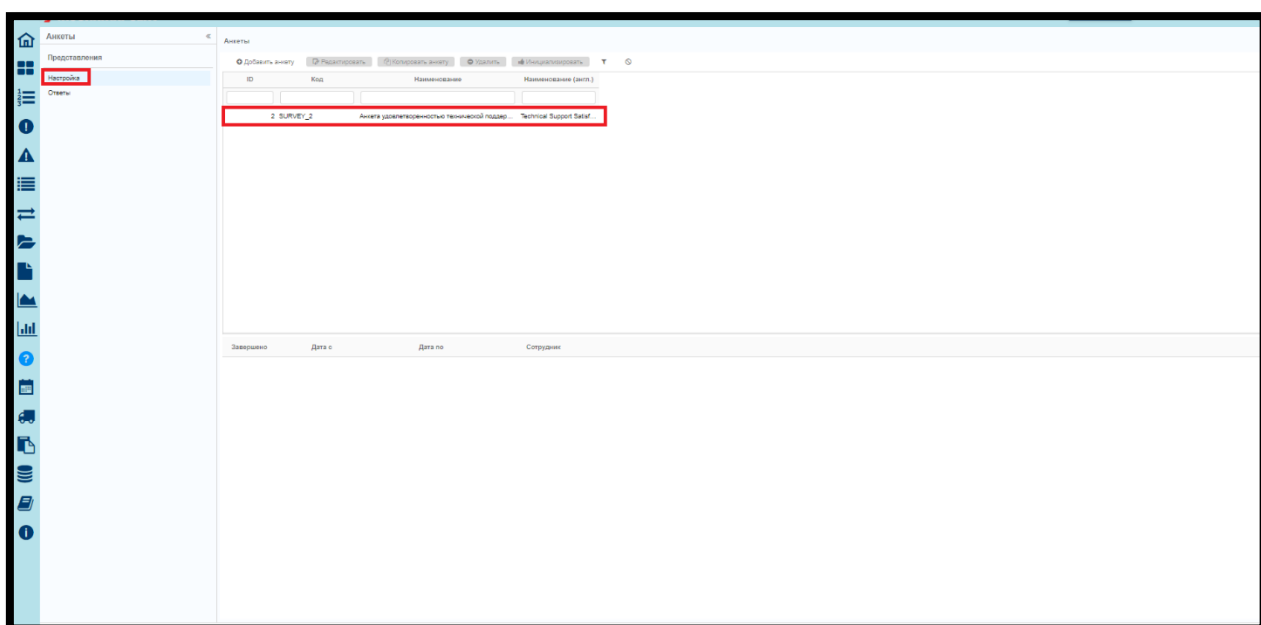 Анкеты «
Представления
Настройка
Ответы
Анкеты
Добавить анкету Редактировать Копировать анкету Удалить Инициализировать
ID Код Наименование Наименование (англ.)
2 SURVEY_2 Анкета удовлетворенностью технической поддер... Technical Support Satisf...
Завершено Дата с Дата по Сотрудник